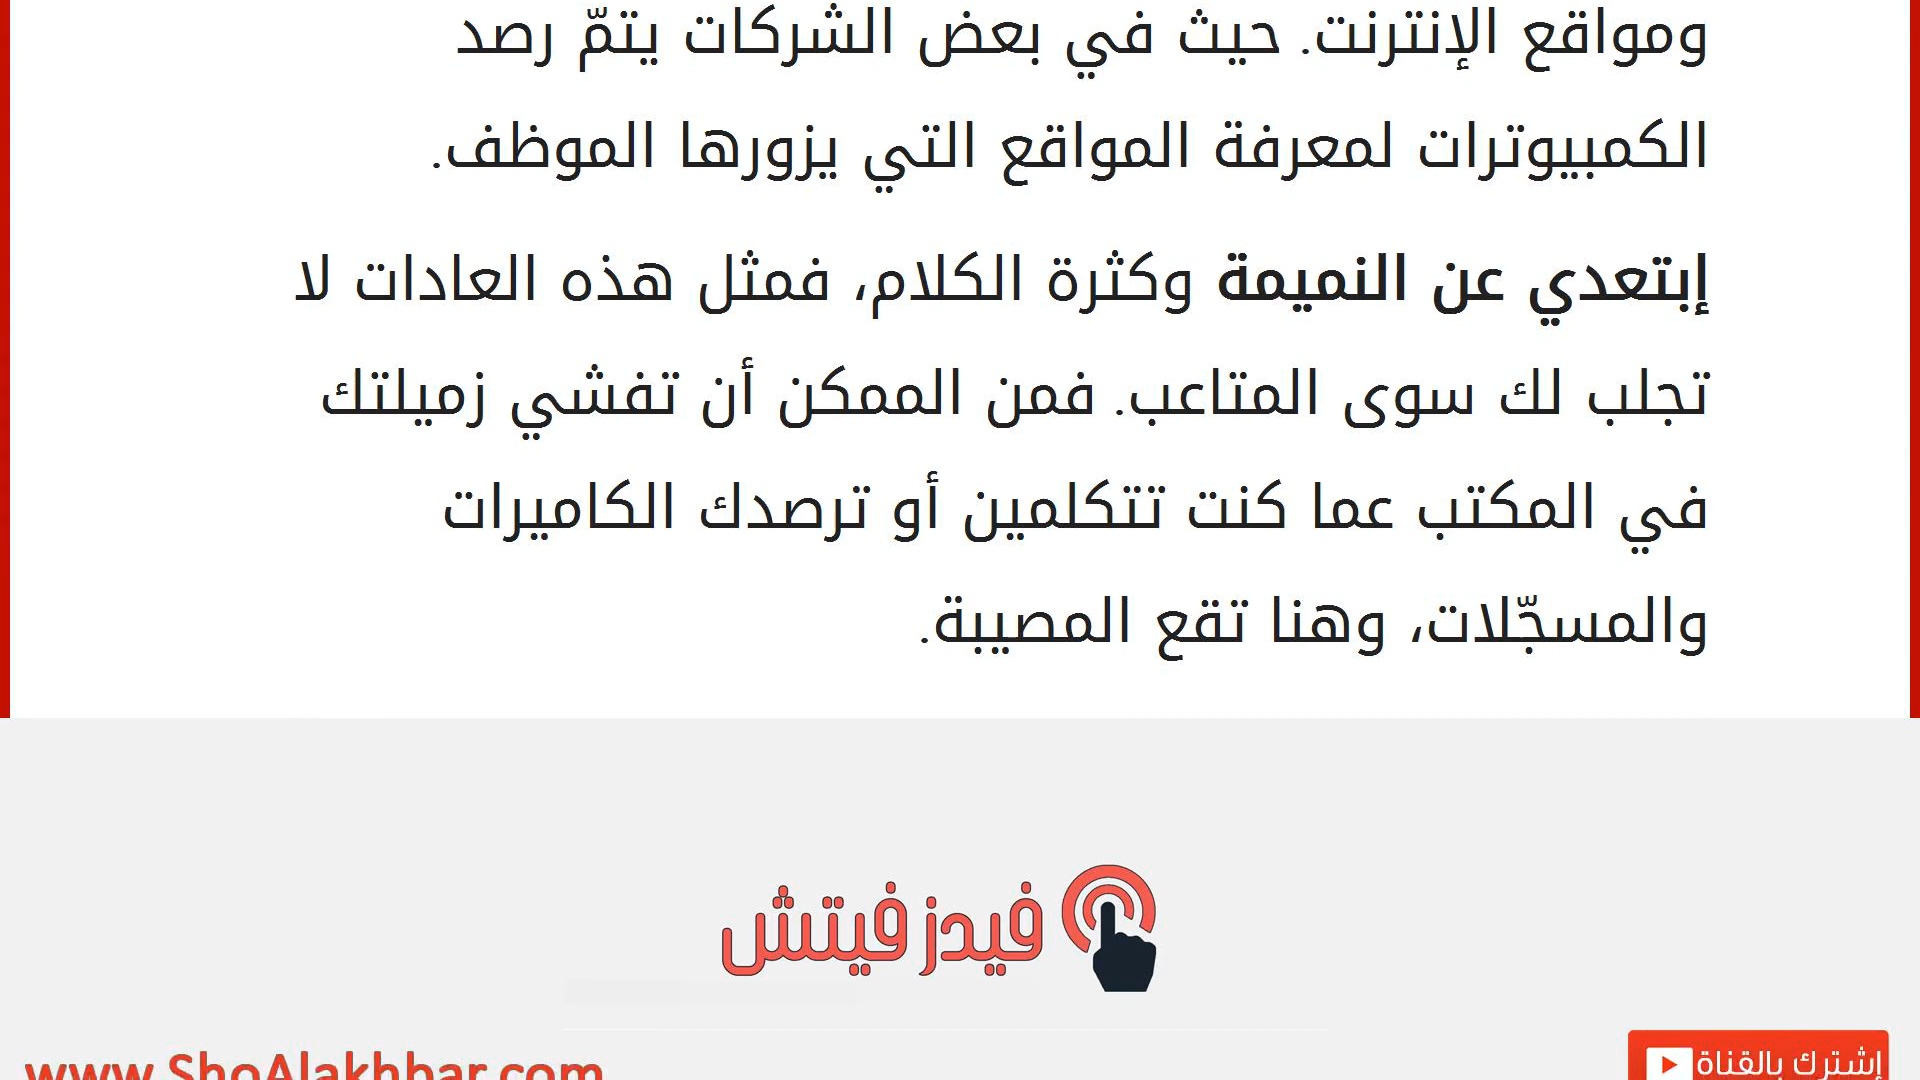 ومواقع الإنترنت. حيث في بعض الشركات يتمّ رصد
الكمبيوترات لمعرفة المواقع التي يزورها الموظف.
إبتعدي عن النميمة وكثرة الكلام، فمثل هذه العادات لا
تجلب لك سوى المتاعب. فمن الممكن أن تفشي زميلتك
في المكتب عما كنت تتكلمين أو ترصدك الكاميرات
والمسجّلات، وهنا تقع المصيبة.
فيدز فيتش
www.ShoAlakhbar.com
إشترك بالقناة